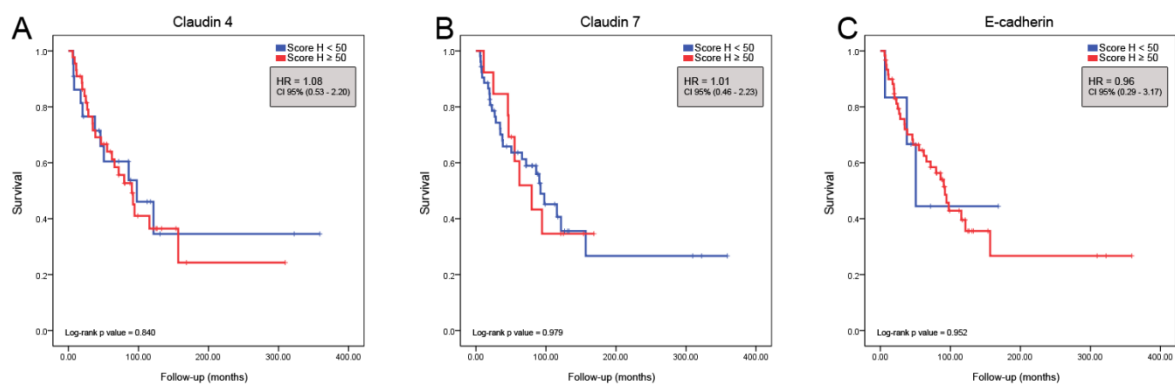 A
Claudin 4
Score H < 50
Score H ≥ 50
HR = 1.08
CI 95% (0.53 - 2.20)
Survival
1.0
0.8
0.6
0.4
0.2
0.0
Log-rank p value = 0.840
0.00
100.00
200.00
300.00
400.00
Follow-up (months)
B
Claudin 7
Score H < 50
Score H ≥ 50
HR = 1.01
CI 95% (0.46 - 2.23)
Survival
1.0
0.8
0.6
0.4
0.2
0.0
Log-rank p value = 0.979
0.00
100.00
200.00
300.00
400.00
Follow-up (months)
C
E-cadherin
Score H < 50
Score H ≥ 50
HR = 0.96
CI 95% (0.29 - 3.17)
Survival
1.0
0.8
0.6
0.4
0.2
0.0
Log-rank p value = 0.952
0.00
100.00
200.00
300.00
400.00
Follow-up (months)